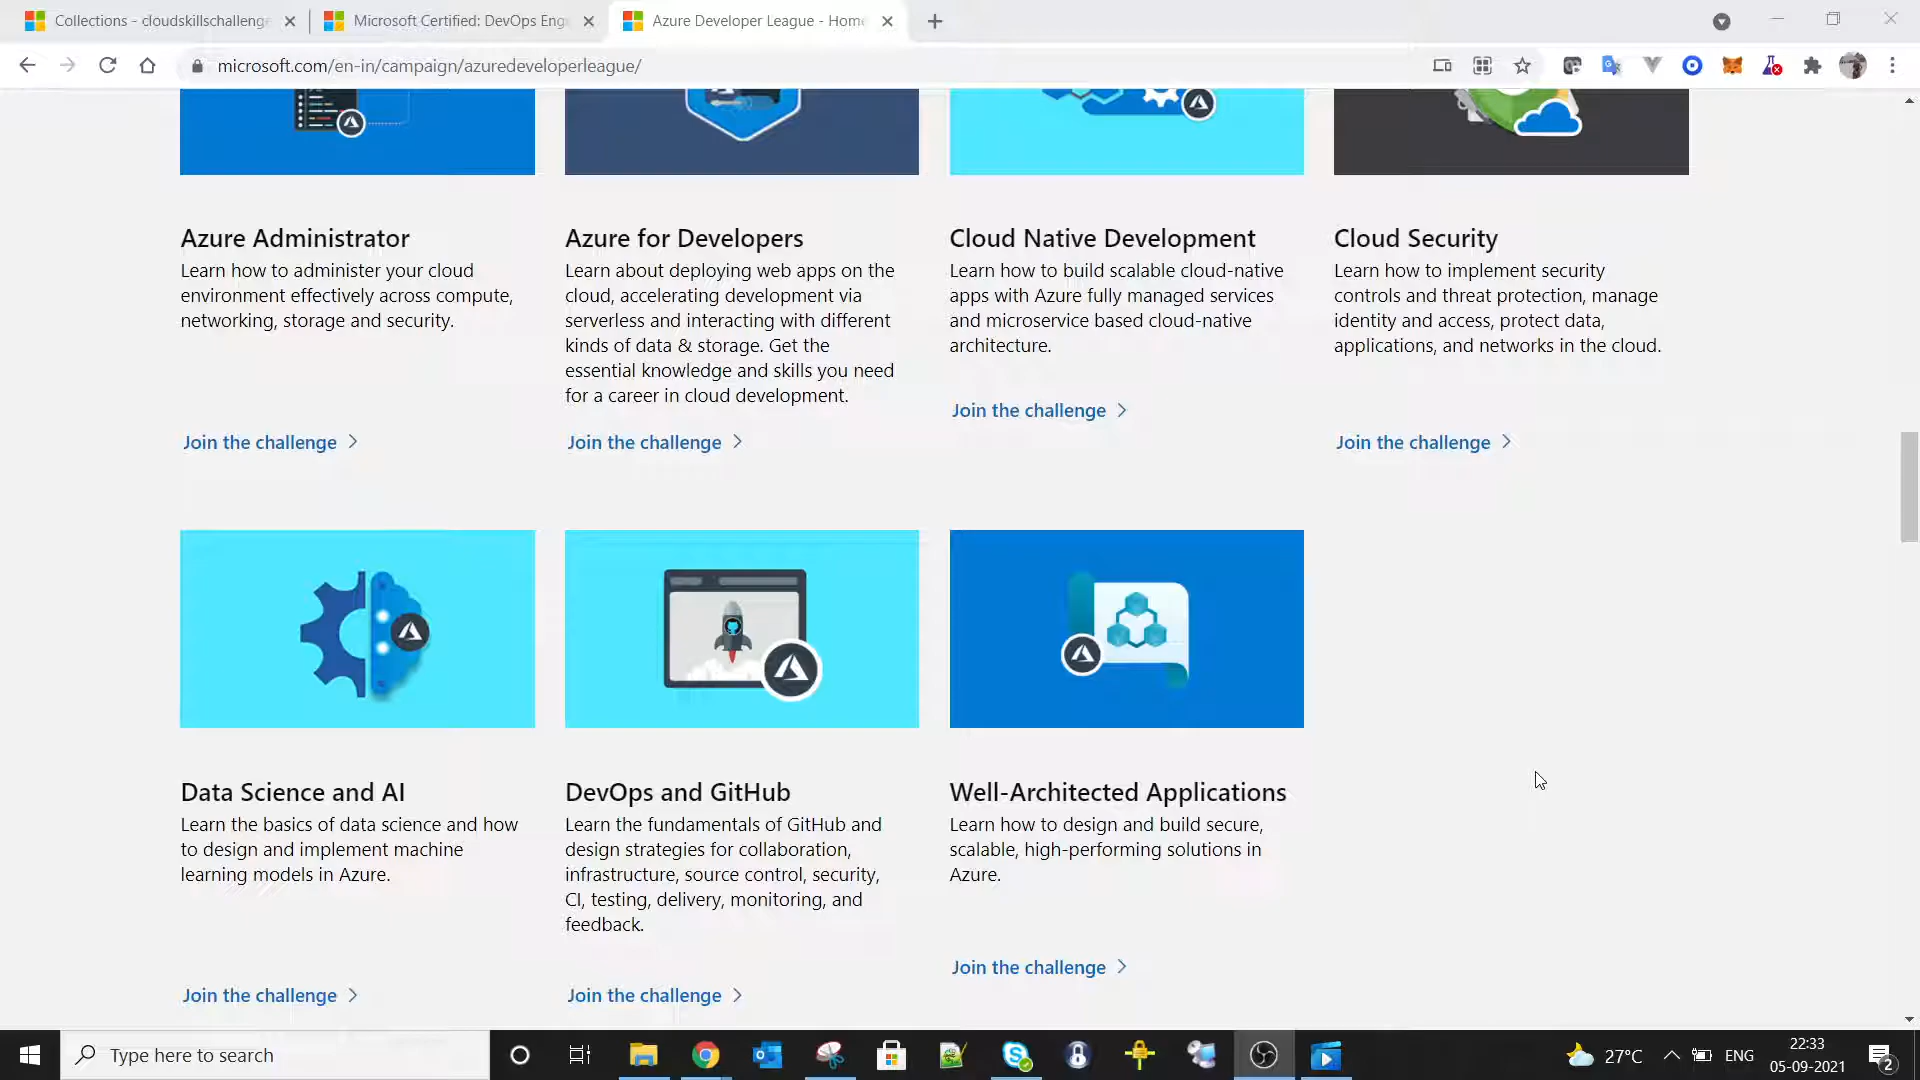 Collections - cloudskillschallenge
Microsoft Certified: DevOps Eng
Azure Developer League - Hom
microsoft.com/en-in/campaign/azuredeveloperleague/
Azure Administrator
Learn how to administer your cloud
environment effectively across compute,
networking, storage and security.
Join the challenge
Azure for Developers
Learn about deploying web apps on the
cloud, accelerating development via
serverless and interacting with different
kinds of data & storage. Get the
essential knowledge and skills you need
for a career in cloud development.
Join the challenge
Cloud Native Development
Learn how to build scalable cloud-native
apps with Azure fully managed services
and microservice based cloud-native
architecture.
Join the challenge
Cloud Security
Learn how to implement security
controls and threat protection, manage
identity and access, protect data,
applications, and networks in the cloud.
Join the challenge
Data Science and AI
Learn the basics of data science and how
to design and implement machine
learning models in Azure.
Join the challenge
DevOps and GitHub
Learn the fundamentals of GitHub and
design strategies for collaboration,
infrastructure, source control, security,
CI, testing, delivery, monitoring, and
feedback.
Join the challenge
Well-Architected Applications
Learn how to design and build secure,
scalable, high-performing solutions in
Azure.
Join the challenge
Type here to search
27°C
ENG
22:33
05-09-2021
2